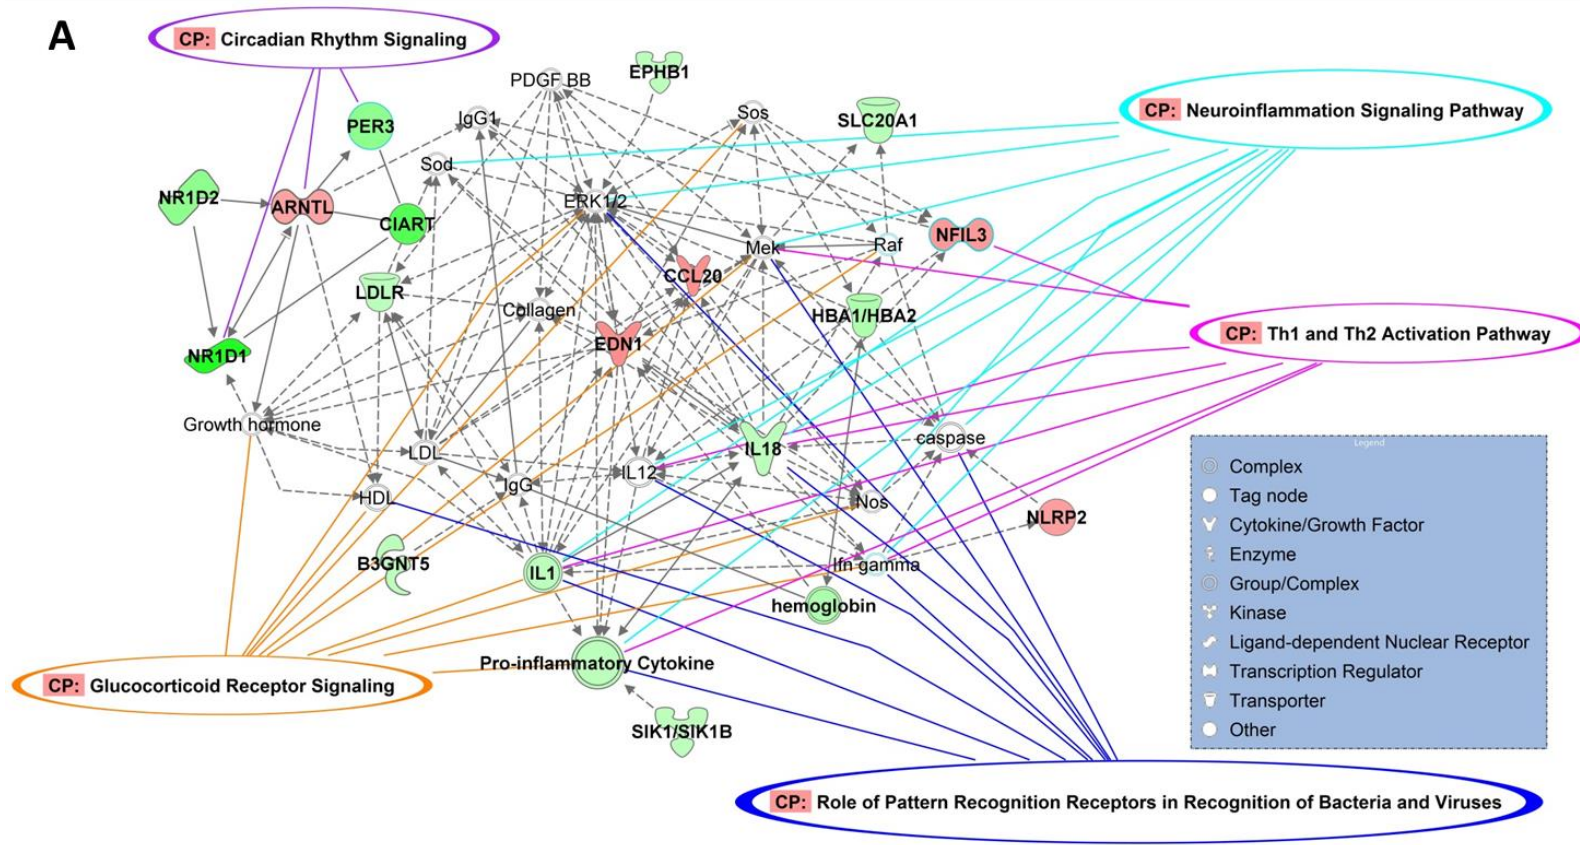 A
CP: Circadian Rhythm Signaling
PDGF BB
EPHB1
CP: Neuroinflammation Signaling Pathway
PER3
IgG1
Sos
SLC20A1
Sod
NR1D2
ARNTL
ERK1/2
CIART
Mek
Raf
NFIL3
CCL20
LDLR
Collagen
HBA1/HBA2
CP: Th1 and Th2 Activation Pathway
EDN1
NR1D1
Growth hormone
LDL
IL18
caspase
IL12
IgG
HDL
Nos
NLRP2
B3GNT5
IL1
Ifn gamma
hemoglobin
Pro-inflammatory Cytokine
CP: Glucocorticoid Receptor Signaling
SIK1/SIK1B
Legend
Complex
Tag node
Cytokine/Growth Factor
Enzyme
Group/Complex
Kinase
Ligand-dependent Nuclear Receptor
Transcription Regulator
Transporter
Other
CP: Role of Pattern Recognition Receptors in Recognition of Bacteria and Viruses